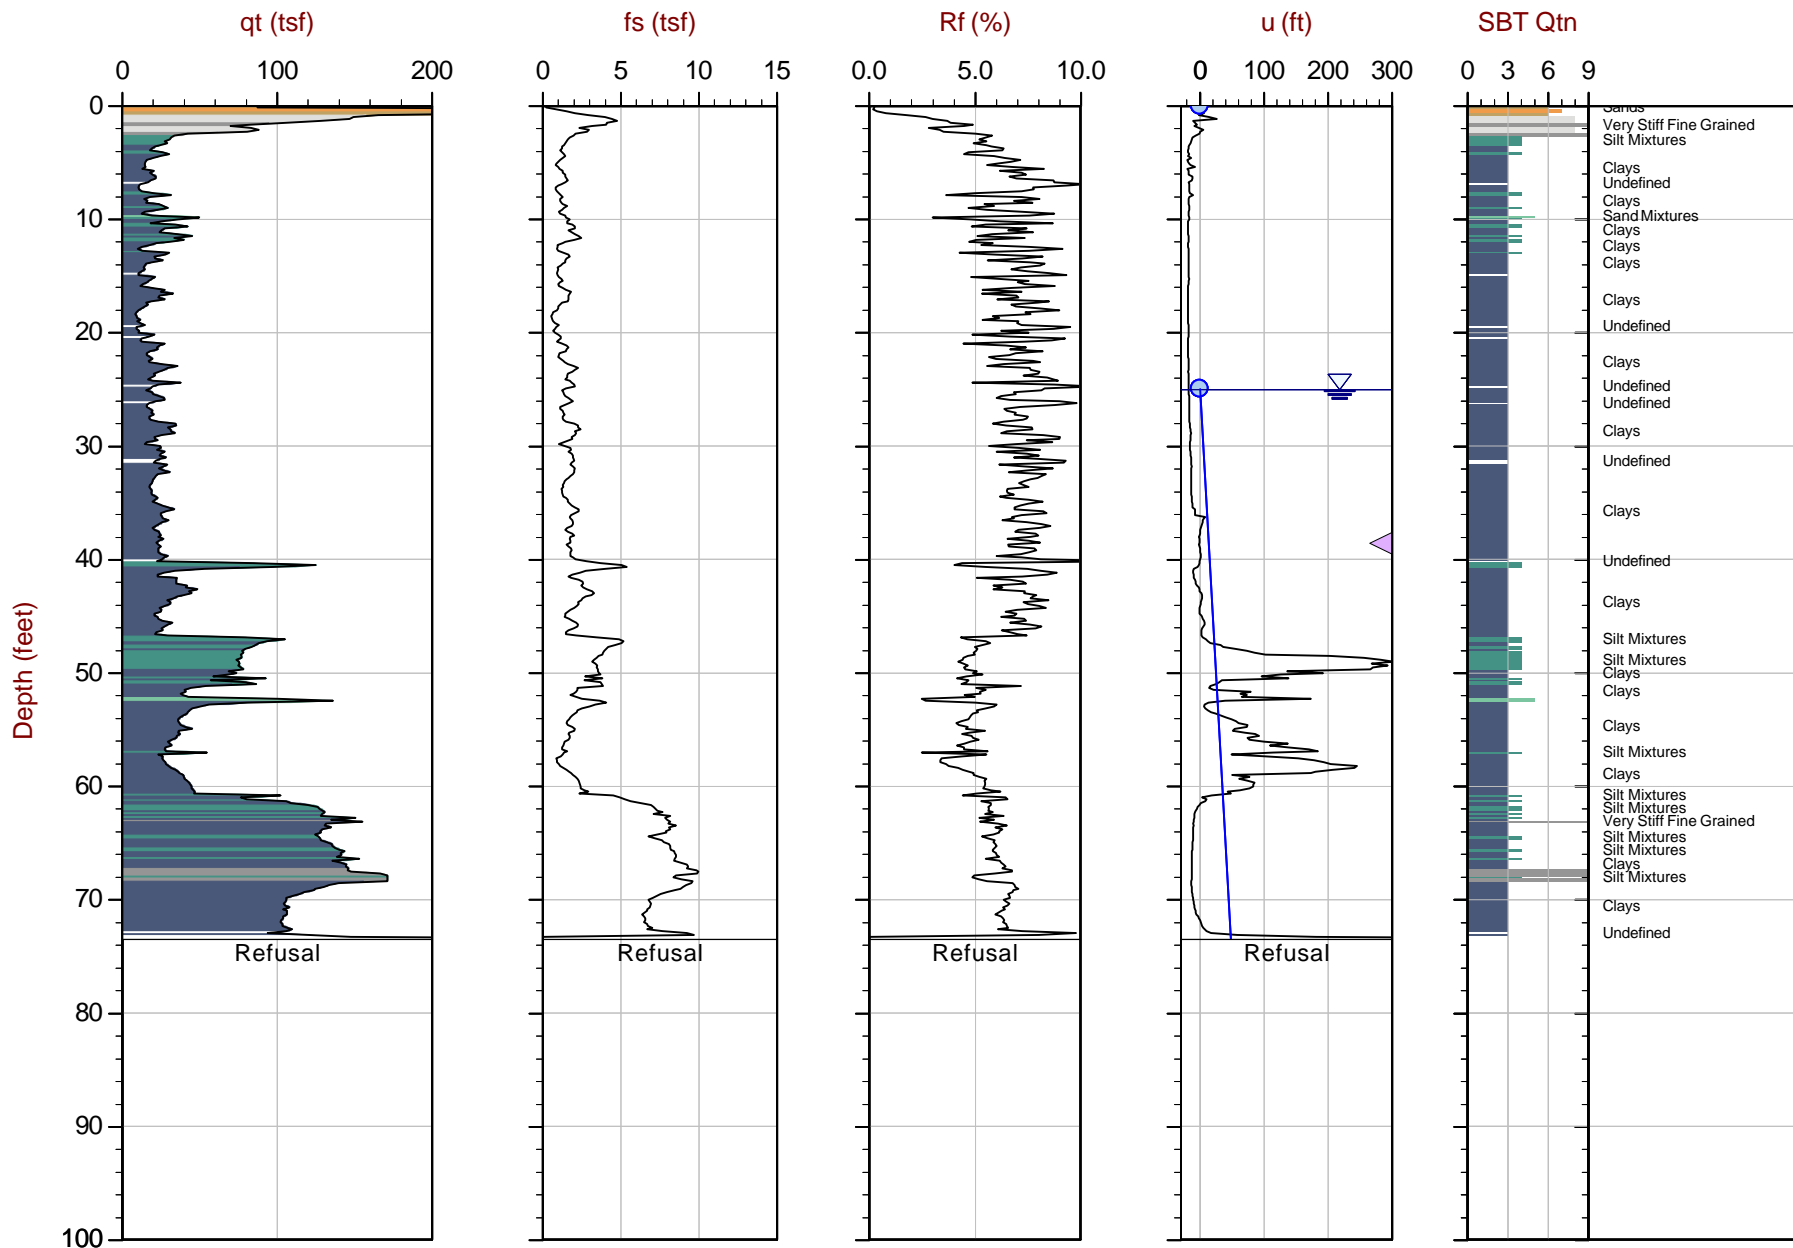 qt (tsf)
fs (tsf)
Rf (%)
u (ft)
SBT Qtn
0 100 200
0 5 10 15
0.0 5.0 10.0
0 100 200 300
0 3 6 9
Depth (feet)
0
10
20
30
40
50
60
70
80
90
100
Sands
Very Stiff Fine Grained
Silt Mixtures
Clays
Undefined
Clays
Sand Mixtures
Clays
Clays
Clays
Clays
Undefined
Clays
Undefined
Undefined
Clays
Undefined
Clays
Undefined
Clays
Silt Mixtures
Silt Mixtures
Clays
Clays
Clays
Silt Mixtures
Clays
Silt Mixtures
Silt Mixtures
Very Stiff Fine Grained
Silt Mixtures
Silt Mixtures
Clays
Silt Mixtures
Clays
Undefined
Refusal Refusal Refusal Refusal